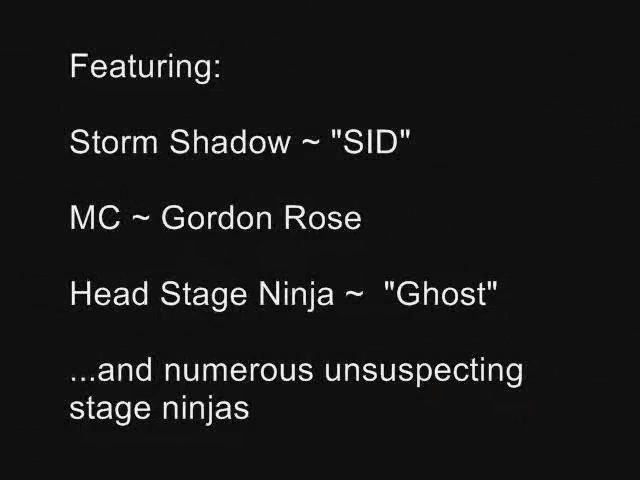 Featuring:
Storm Shadow ~ "SID"
MC ~ Gordon Rose
Head Stage Ninja ~  "Ghost"
...and numerous unsuspecting
stage ninjas